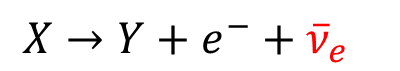 X → Y + e⁻ + ν̄ₑ